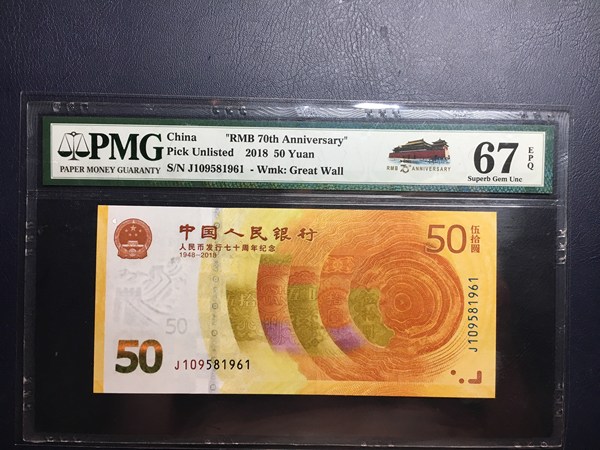 PMG
PAPER MONEY GUARANTY
China "RMB 70th Anniversary"
Pick Unlisted 2018 50 Yuan
S/N J109581961 - Wmk: Great Wall
RMB 70th ANNIVERSARY
67
EPQ
Superb Gem Unc
中国人民银行
人民币发行七十周年纪念
1948-2018
50
伍拾圆
50
50
J109581961
J109581961